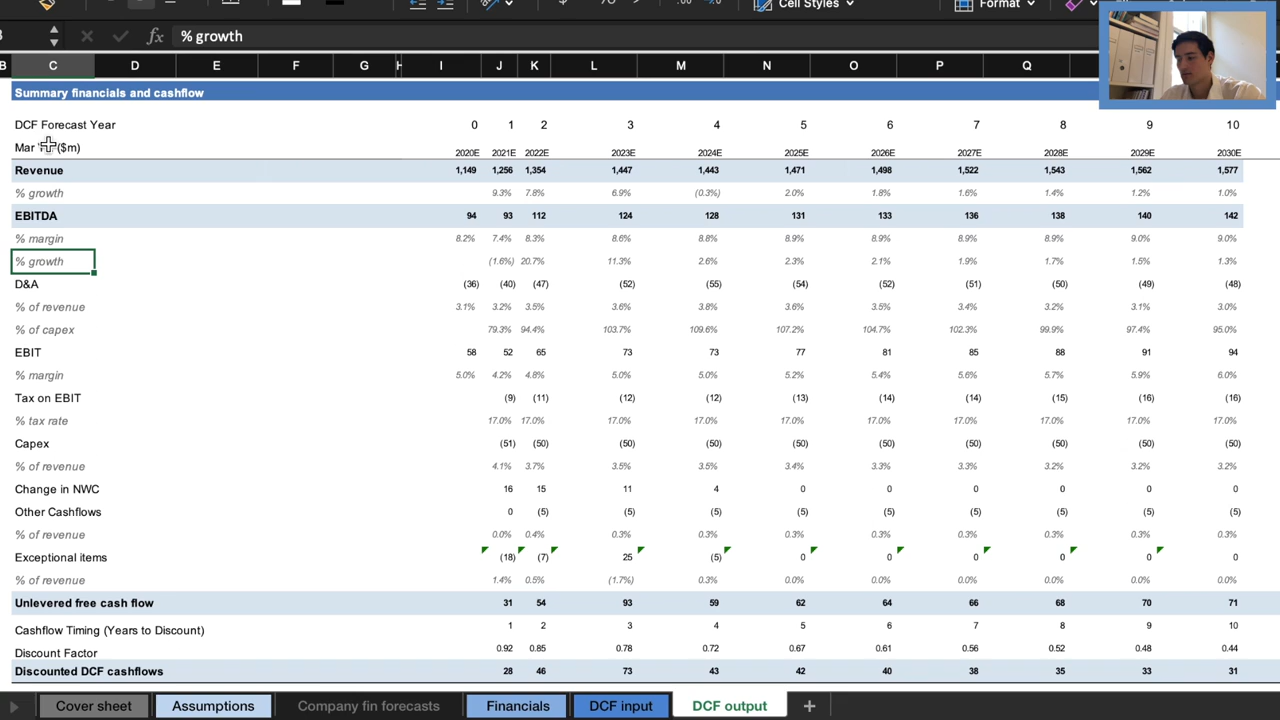 Cell Styles
Format
fx % growth
B C D E F G H I J K L M N O P Q
Summary financials and cashflow
DCF Forecast Year 0 1 2 3 4 5 6 7 8 9 10
Mar ($m) 2020E 2021E 2022E 2023E 2024E 2025E 2026E 2027E 2028E 2029E 2030E
Revenue 1,149 1,256 1,354 1,447 1,443 1,471 1,498 1,522 1,543 1,562 1,577
% growth 9.3% 7.8% 6.9% (0.3%) 2.0% 1.8% 1.6% 1.4% 1.2% 1.0%
EBITDA 94 93 112 124 128 131 133 136 138 140 142
% margin 8.2% 7.4% 8.3% 8.6% 8.8% 8.9% 8.9% 8.9% 8.9% 9.0% 9.0%
% growth (1.6%) 20.7% 11.3% 2.6% 2.3% 2.1% 1.9% 1.7% 1.5% 1.3%
D&A (36) (40) (47) (52) (55) (54) (52) (51) (50) (49) (48)
% of revenue 3.1% 3.2% 3.5% 3.6% 3.8% 3.6% 3.5% 3.4% 3.2% 3.1% 3.0%
% of capex 79.3% 94.4% 103.7% 109.6% 107.2% 104.7% 102.3% 99.9% 97.4% 95.0%
EBIT 58 52 65 73 73 77 81 85 88 91 94
% margin 5.0% 4.2% 4.8% 5.0% 5.0% 5.2% 5.4% 5.6% 5.7% 5.9% 6.0%
Tax on EBIT (9) (11) (12) (12) (13) (14) (14) (15) (16) (16)
% tax rate 17.0% 17.0% 17.0% 17.0% 17.0% 17.0% 17.0% 17.0% 17.0% 17.0%
Capex (51) (50) (50) (50) (50) (50) (50) (50) (50) (50)
% of revenue 4.1% 3.7% 3.5% 3.5% 3.4% 3.3% 3.3% 3.2% 3.2% 3.2%
Change in NWC 16 15 11 4 0 0 0 0 0 0
Other Cashflows 0 (5) (5) (5) (5) (5) (5) (5) (5) (5)
% of revenue 0.0% 0.4% 0.3% 0.3% 0.3% 0.3% 0.3% 0.3% 0.3% 0.3%
Exceptional items (18) (7) 25 (5) 0 0 0 0 0 0
% of revenue 1.4% 0.5% (1.7%) 0.3% 0.0% 0.0% 0.0% 0.0% 0.0% 0.0%
Unlevered free cash flow 31 54 93 59 62 64 66 68 70 71
Cashflow Timing (Years to Discount) 1 2 3 4 5 6 7 8 9 10
Discount Factor 0.92 0.85 0.78 0.72 0.67 0.61 0.56 0.52 0.48 0.44
Discounted DCF cashflows 28 46 73 43 42 40 38 35 33 31
Cover sheet Assumptions Company fin forecasts Financials DCF input DCF output